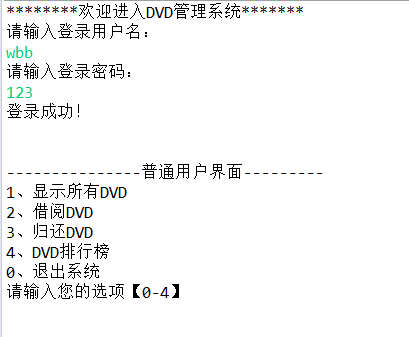 ********欢迎进入DVD管理系统*******
请输入登录用户名：
wbb
请输入登录密码：
123
登录成功！
---------------普通用户界面---------
1、显示所有DVD
2、借阅DVD
3、归还DVD
4、DVD排行榜
0、退出系统
请输入您的选项【0-4】